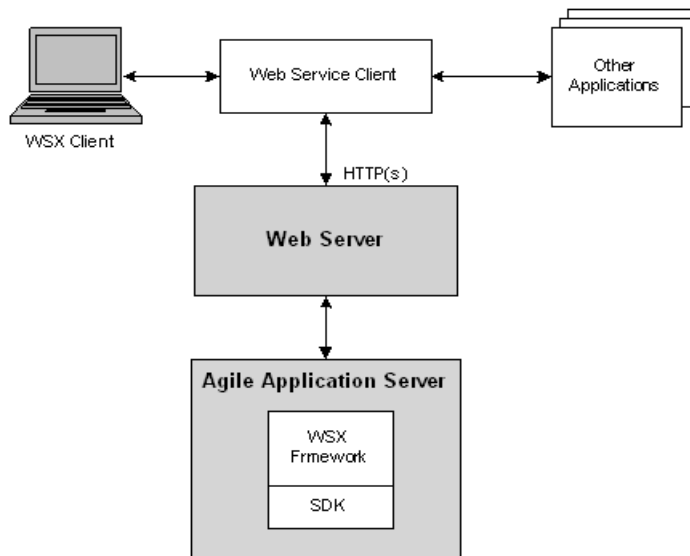 Web Service Client
Other
Applications
WSX Client
HTTP(s)
Web Server
Agile Application Server
WSX
Frmework
SDK